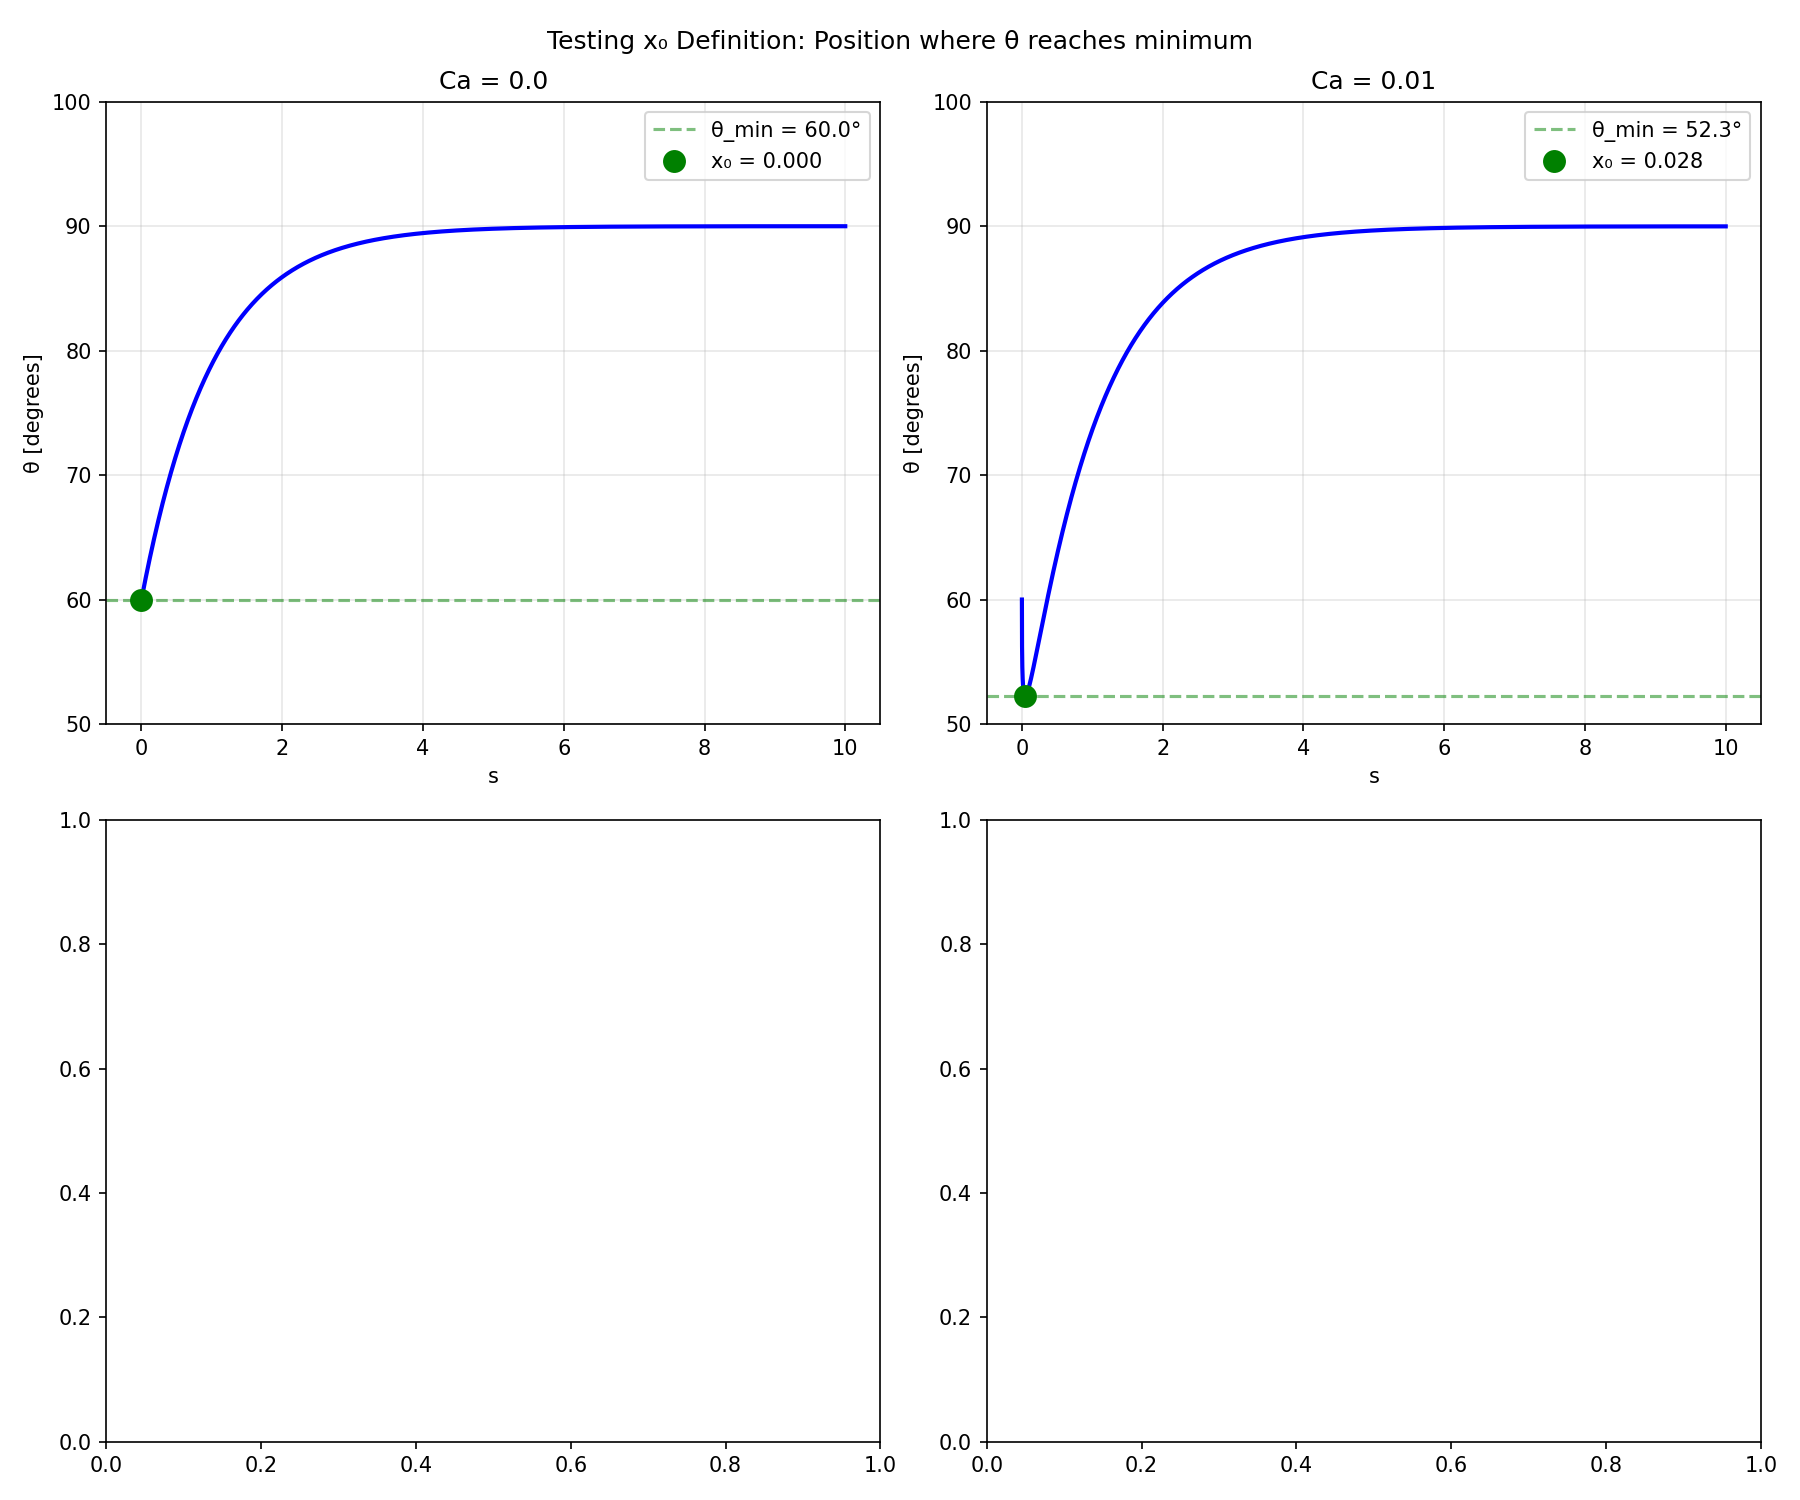 Testing x₀ Definition: Position where θ reaches minimum
Ca = 0.0
100
90
80
70
60
50
θ [degrees]
0 2 4 6 8 10
s
θ_min = 60.0°
x₀ = 0.000
Ca = 0.01
100
90
80
70
60
50
θ [degrees]
0 2 4 6 8 10
s
θ_min = 52.3°
x₀ = 0.028
1.0
0.8
0.6
0.4
0.2
0.0
0.0 0.2 0.4 0.6 0.8 1.0
1.0
0.8
0.6
0.4
0.2
0.0
0.0 0.2 0.4 0.6 0.8 1.0